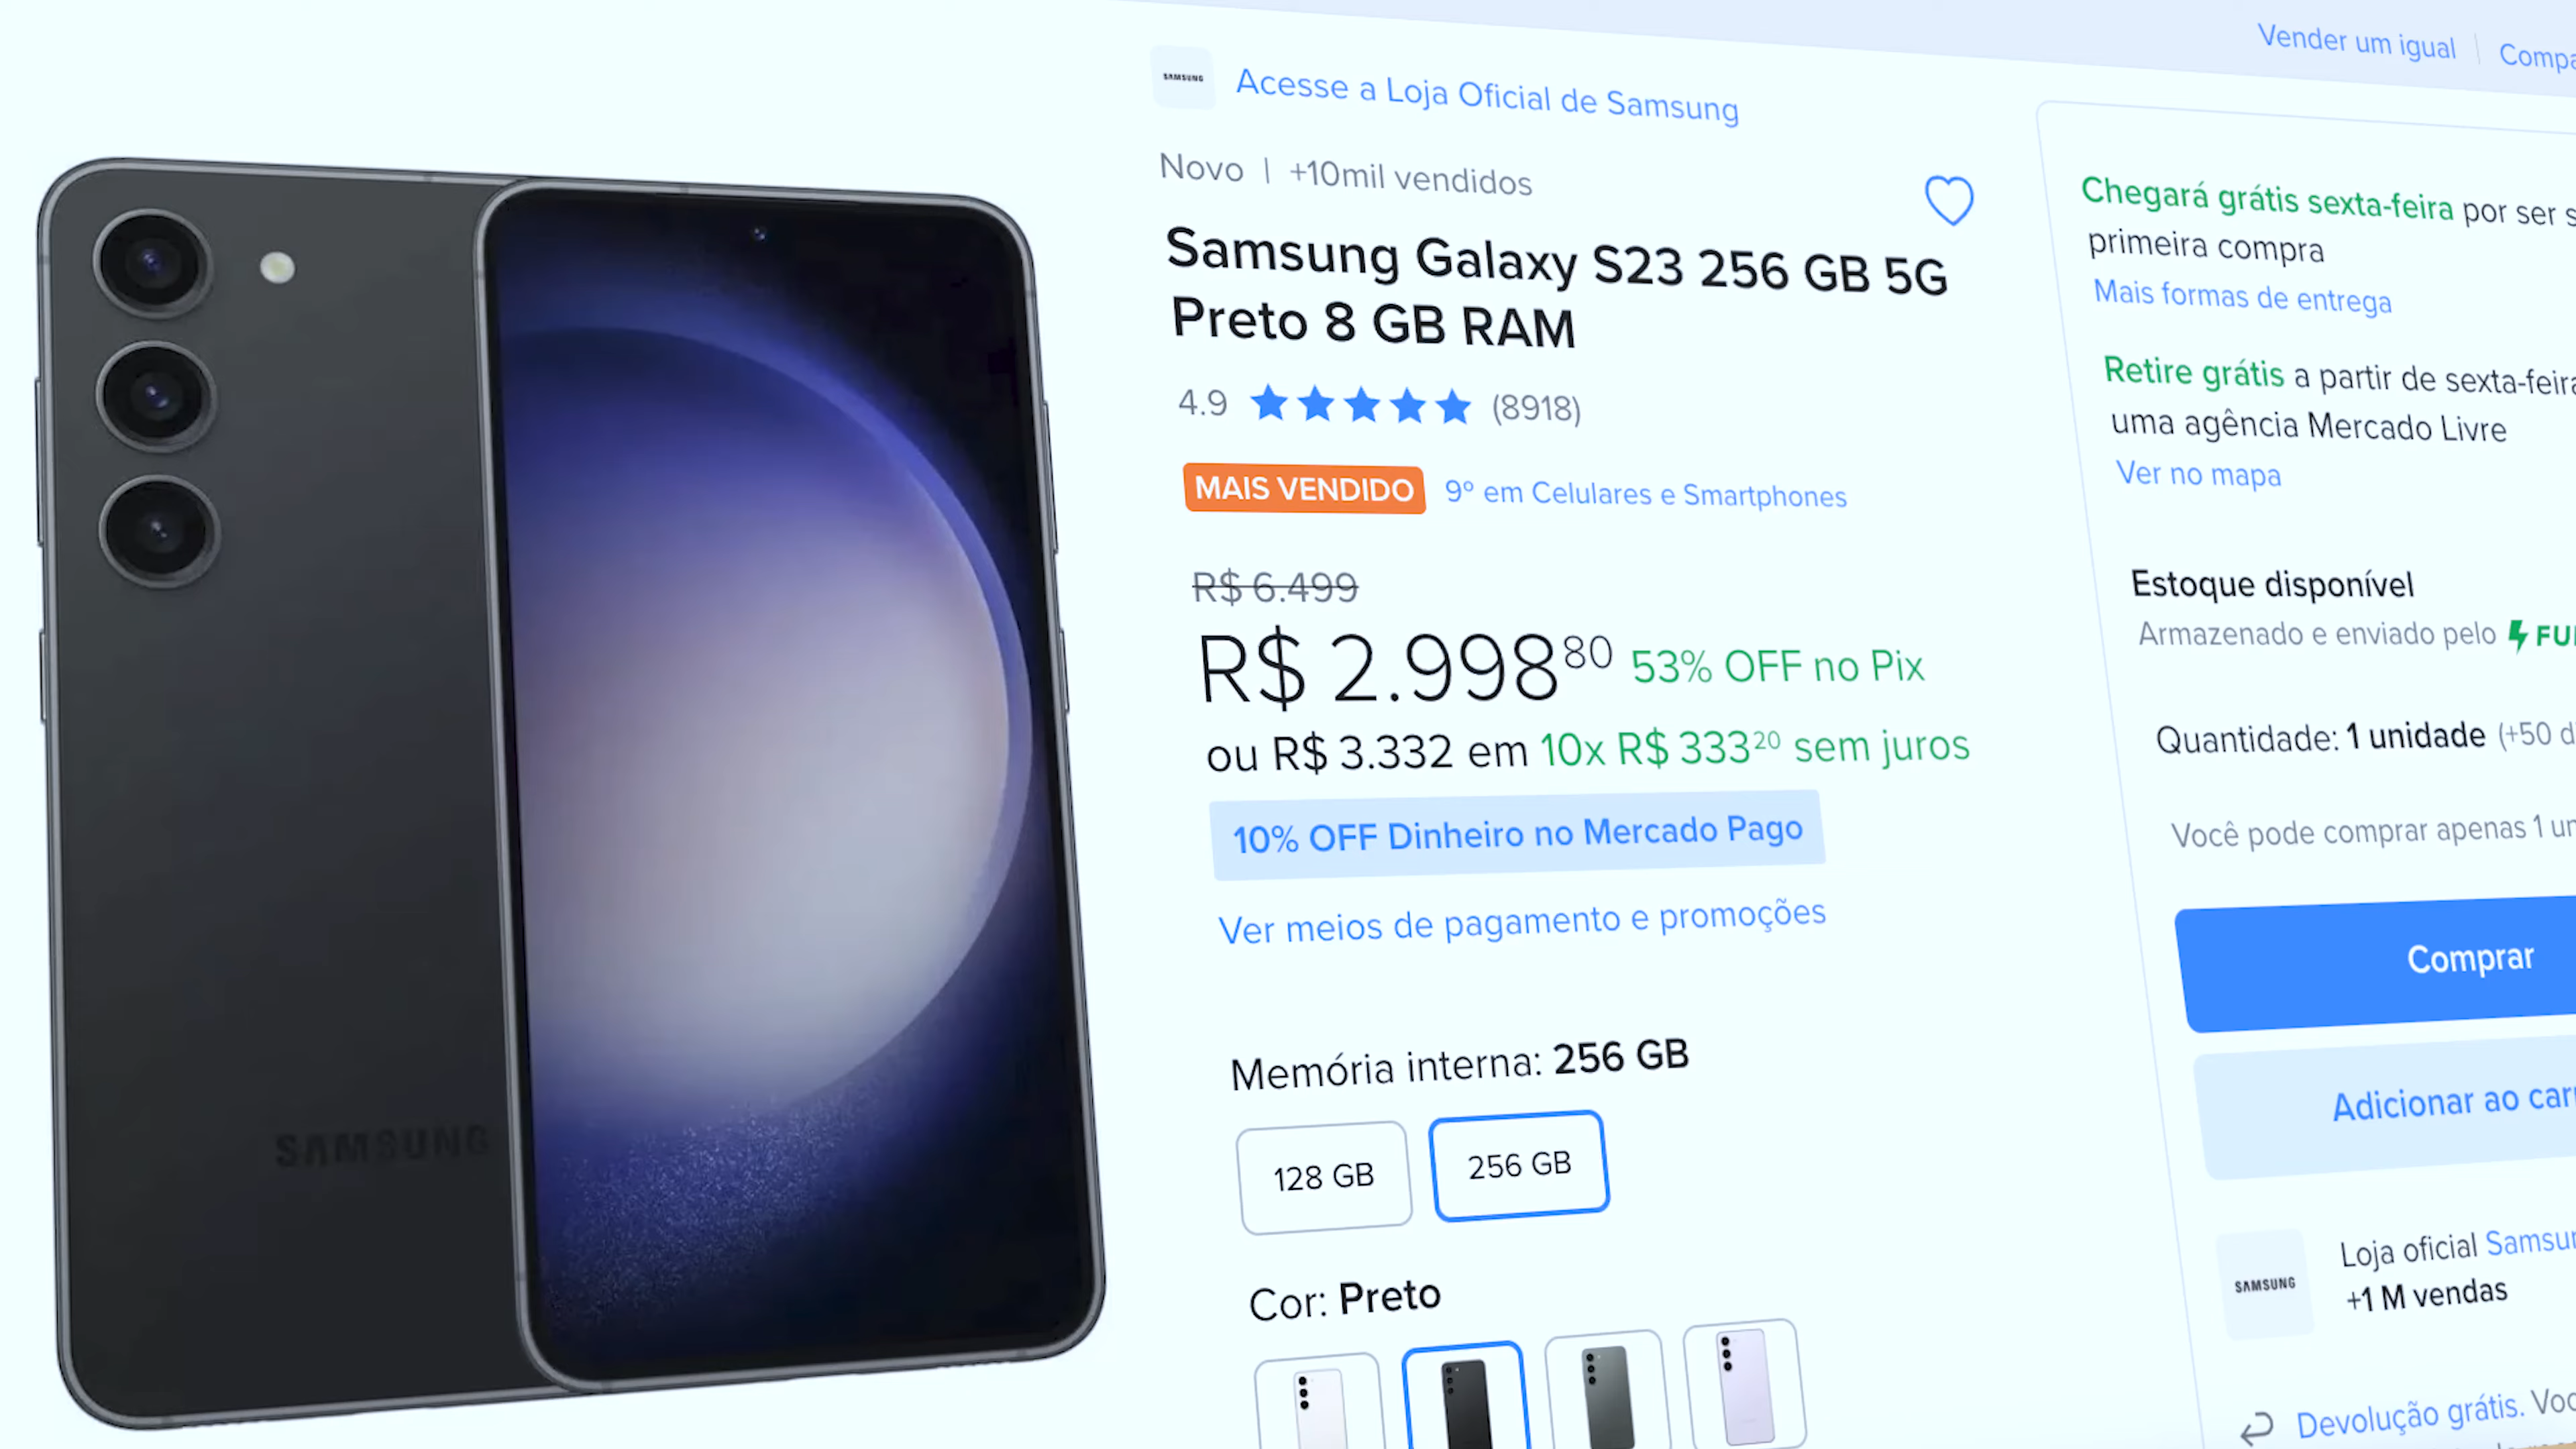 Vender um igual
SAMSUNG
Acesse a Loja Oficial de Samsung
Novo | +10mil vendidos
Samsung Galaxy S23 256 GB 5G
Preto 8 GB RAM
4.9 (8918)
MAIS VENDIDO 9º em Celulares e Smartphones
R$ 6.499
R$ 2.998 80 53% OFF no Pix
ou R$ 3.332 em 10x R$ 333 20 sem juros
10% OFF Dinheiro no Mercado Pago
Ver meios de pagamento e promoções
Memória interna: 256 GB
128 GB
256 GB
Cor: Preto
SAMSUNG
Chegará grátis sexta-feira por ser
primeira compra
Mais formas de entrega
Retire grátis a partir de sexta-feira
uma agência Mercado Livre
Ver no mapa
Estoque disponível
Armazenado e enviado pelo
Quantidade: 1 unidade (+50
Você pode comprar apenas 1
Comprar
Adicionar ao
SAMSUNG
Loja oficial
+1 M vendas
Devolução grátis.